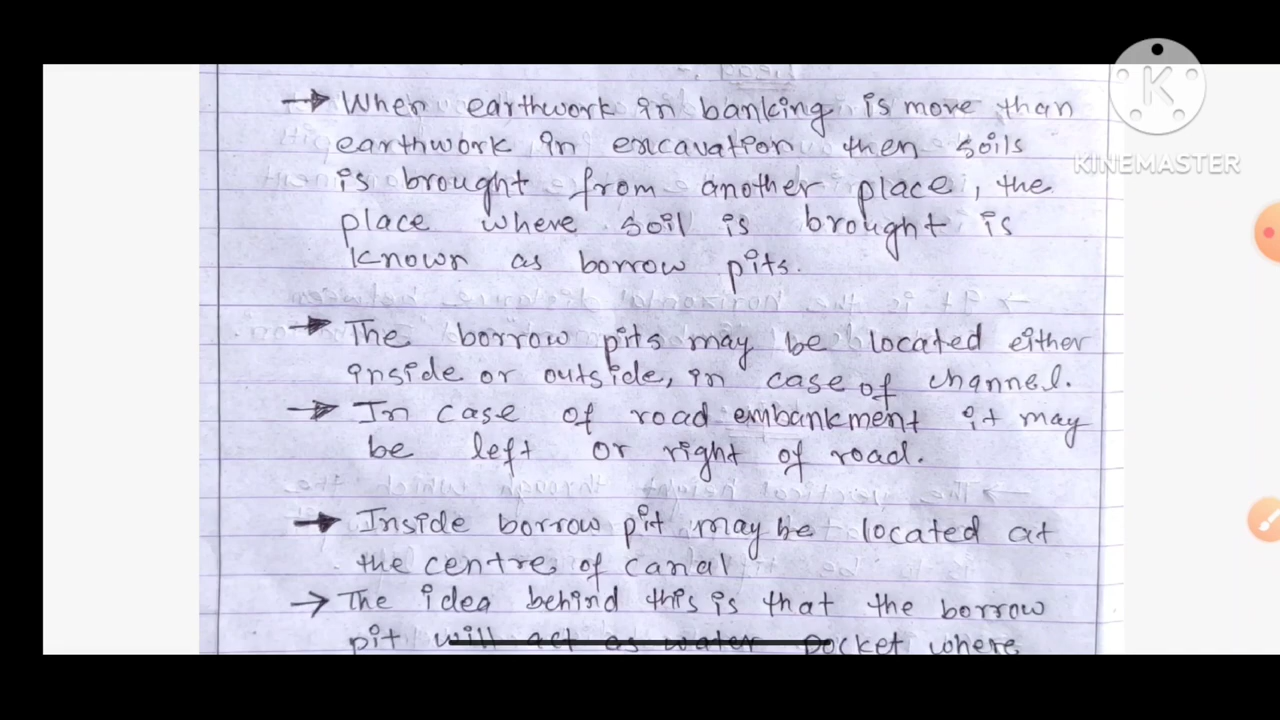 → When earthwork in banking is more than
earthwork in excavation then soils
is brought from another place, the
place where soil is brought is
known as borrow pits.
→ The borrow pits may be located either
inside or outside, in case of channel.
→ In case of road embankment it may
be left or right of road.
→ Inside borrow pit may be located at
the centre of canal
→ The idea behind this is that the borrow
pit will act as water pocket where
KINEMASTER